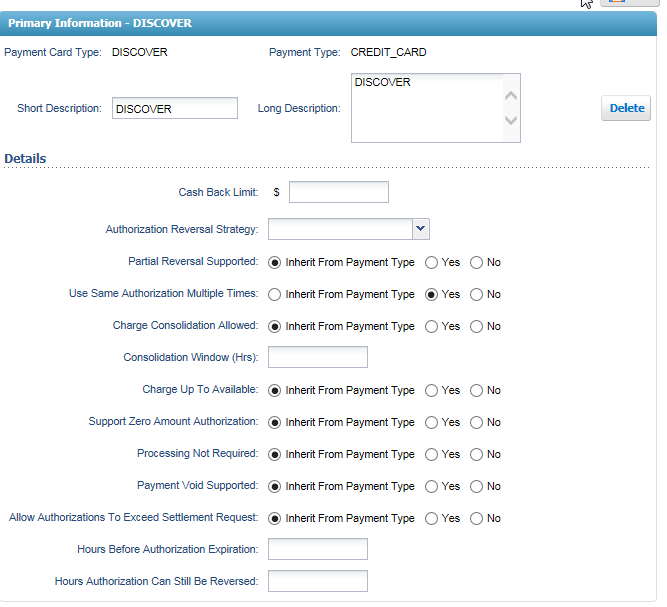 Primary Information - DISCOVER
Payment Card Type: DISCOVER Payment Type: CREDIT_CARD
Short Description: DISCOVER Long Description: DISCOVER
Delete
Details
Cash Back Limit: $
Authorization Reversal Strategy:
Partial Reversal Supported: Inherit From Payment Type Yes No
Use Same Authorization Multiple Times: Inherit From Payment Type Yes No
Charge Consolidation Allowed: Inherit From Payment Type Yes No
Consolidation Window (Hrs):
Charge Up To Available: Inherit From Payment Type Yes No
Support Zero Amount Authorization: Inherit From Payment Type Yes No
Processing Not Required: Inherit From Payment Type Yes No
Payment Void Supported: Inherit From Payment Type Yes No
Allow Authorizations To Exceed Settlement Request: Inherit From Payment Type Yes No
Hours Before Authorization Expiration:
Hours Authorization Can Still Be Reversed: